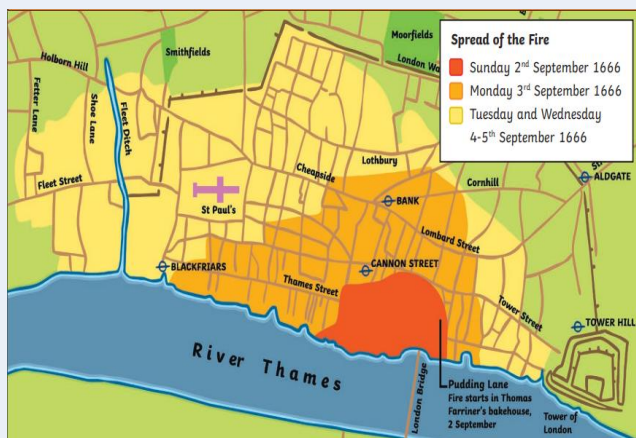 Spread of the Fire
Sunday 2nd September 1666
Monday 3rd September 1666
Tuesday and Wednesday
4-5th September 1666
Moorfields
London Wa
Smithfields
Holborn Hill
Fetter Lane
Shoe Lane
Fleet Ditch
Fleet Street
St Paul's
Cheapside
Lothbury
Cornhill
ALDGATE
BANK
Lombard Street
BLACKFRIARS
CANNON STREET
Thames Street
Tower Street
TOWER HILL
River Thames
London Bridge
Pudding Lane
Fire starts in Thomas
Farriner's bakehouse,
2 September
Tower of
London